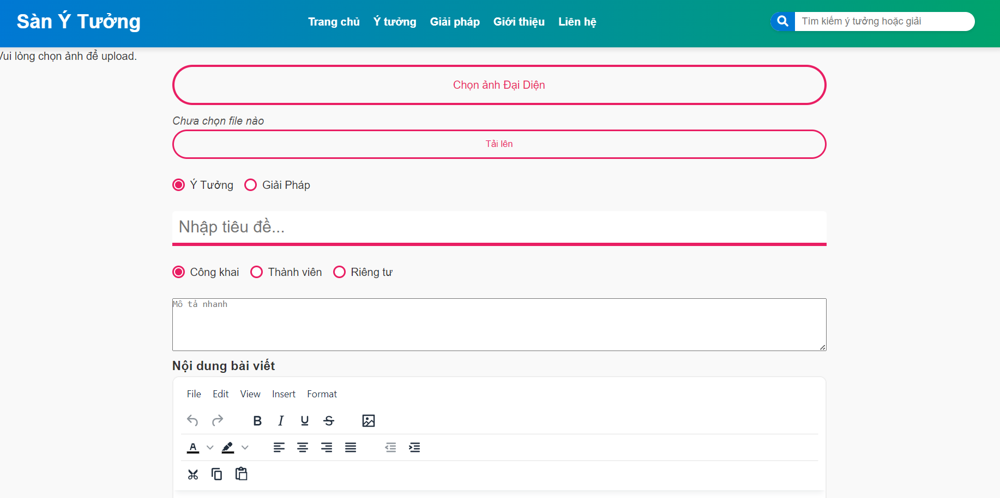 Sàn Ý Tưởng
Trang chủ Ý tưởng Giải pháp Giới thiệu Liên hệ
Tìm kiếm ý tưởng hoặc giải
Vui lòng chọn ảnh để upload.
Chọn ảnh Đại Diện
Chưa chọn file nào
Tải lên
Ý Tưởng Giải Pháp
Nhập tiêu đề...
Công khai Thành viên Riêng tư
Mô tả nhanh
Nội dung bài viết
File Edit View Insert Format